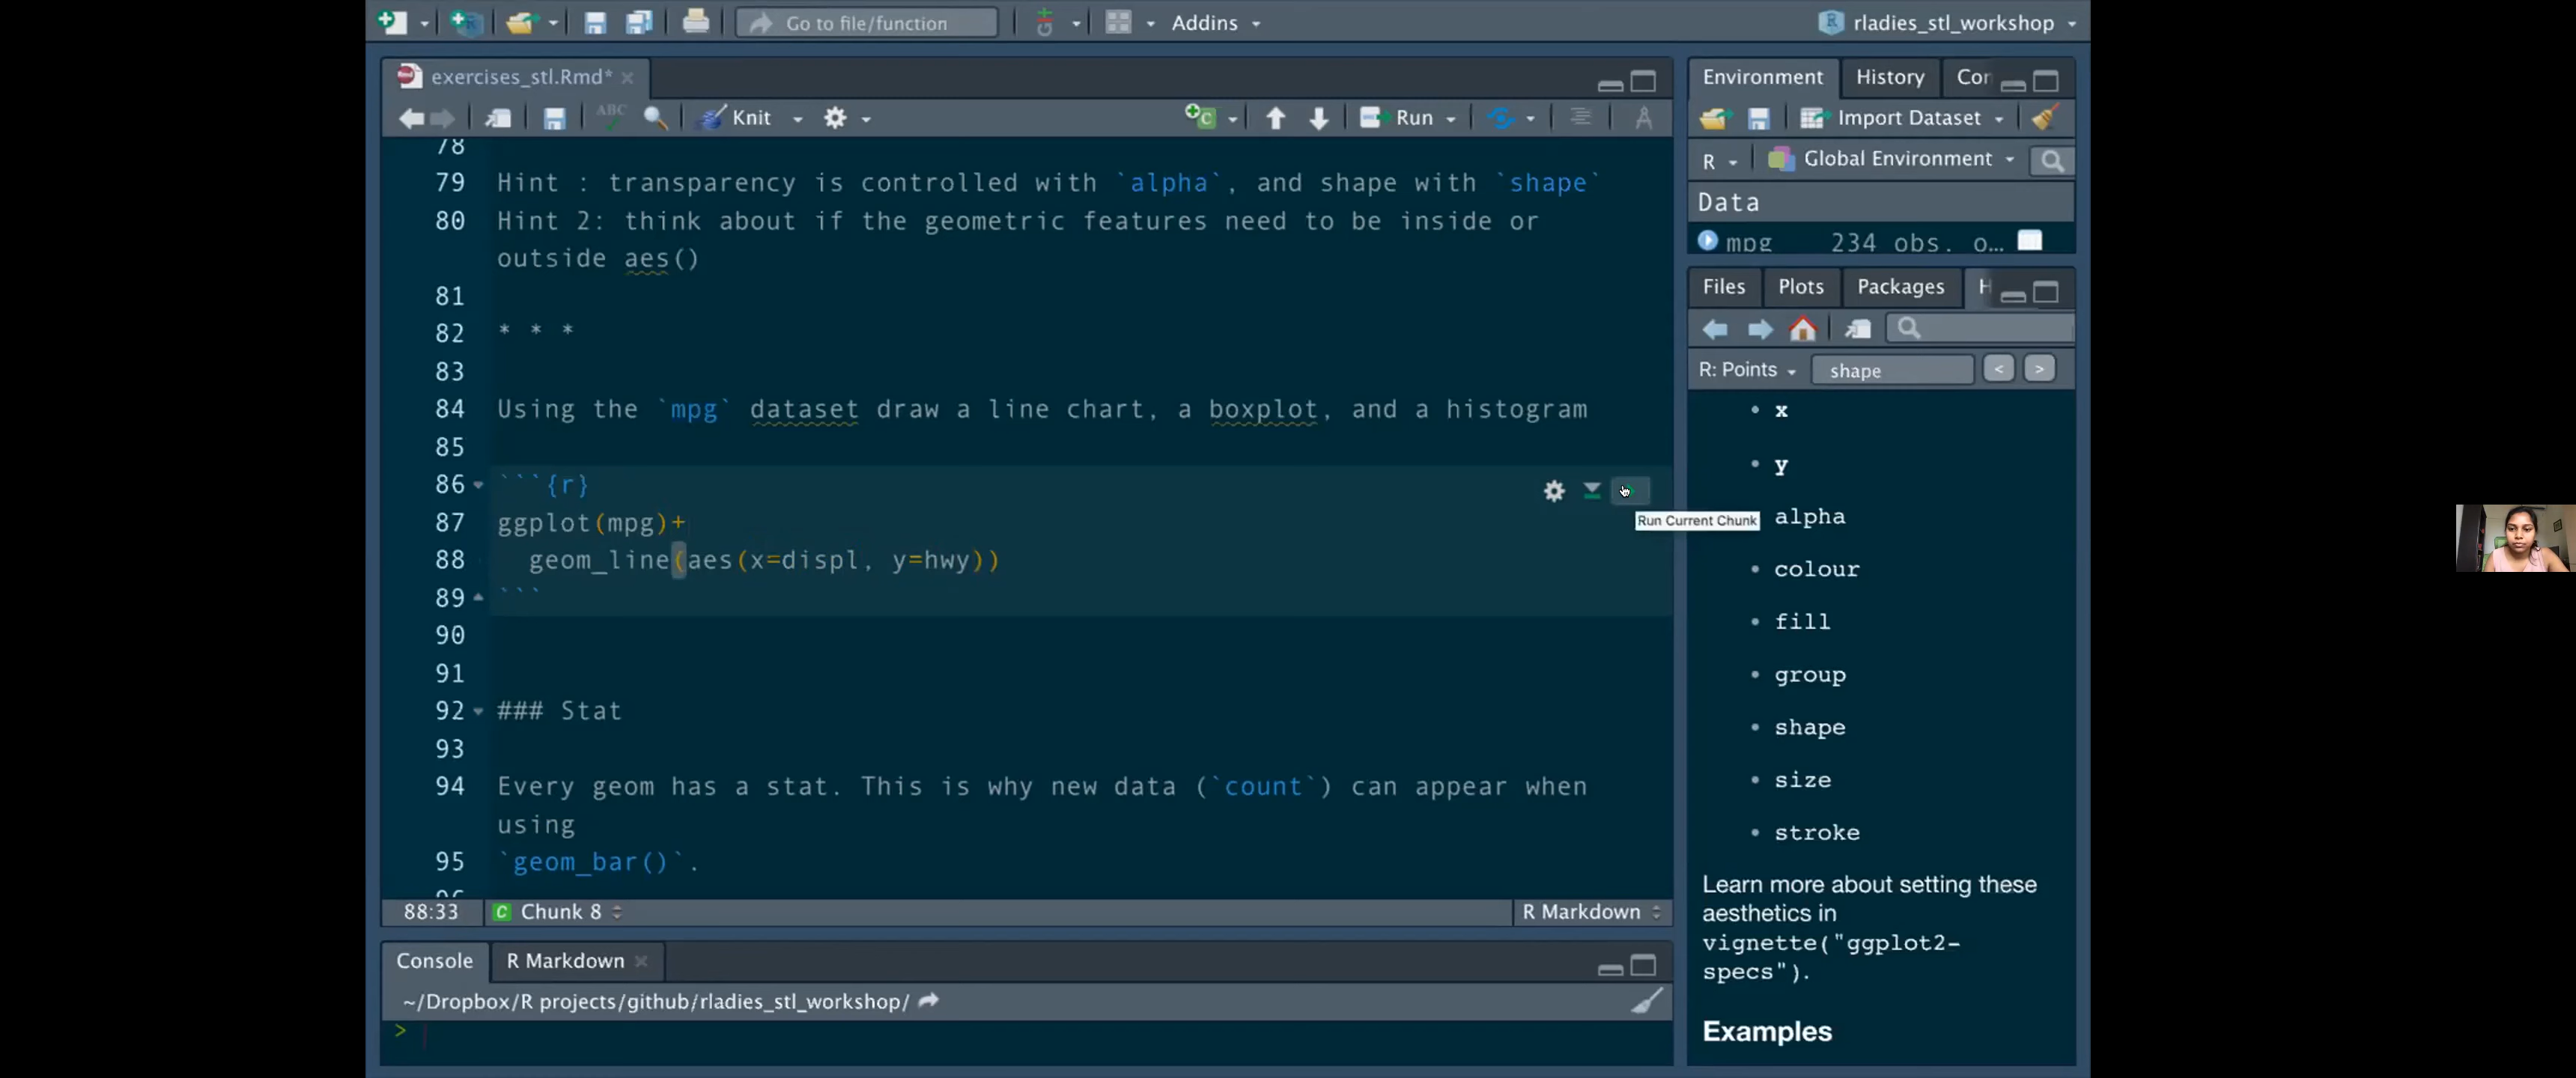 Go to file/function
Addins
rladies_stl_workshop
exercises_stl.Rmd*
ABC
Knit
Run
78
79 Hint : transparency is controlled with `alpha`, and shape with `shape`
80 Hint 2: think about if the geometric features need to be inside or
outside aes()
81
82 * * *
83
84 Using the `mpg` dataset draw a line chart, a boxplot, and a histogram
85
86 ```{r}
87 ggplot(mpg)+
88 geom_line(aes(x=displ, y=hwy))
89 ```
90
91
92 ### Stat
93
94 Every geom has a stat. This is why new data (`count`) can appear when
using
95 `geom_bar()`.
96
Run Current Chunk
88:33 C Chunk 8 R Markdown
Console R Markdown
~/Dropbox/R projects/github/rladies_stl_workshop/
>
Environment History Cor
Import Dataset
R Global Environment
Data
mpg 234 obs. o...
Files Plots Packages H
R: Points shape < >
• x
• y
alpha
• colour
• fill
• group
• shape
• size
• stroke
Learn more about setting these
aesthetics in
vignette("ggplot2-
specs").
Examples